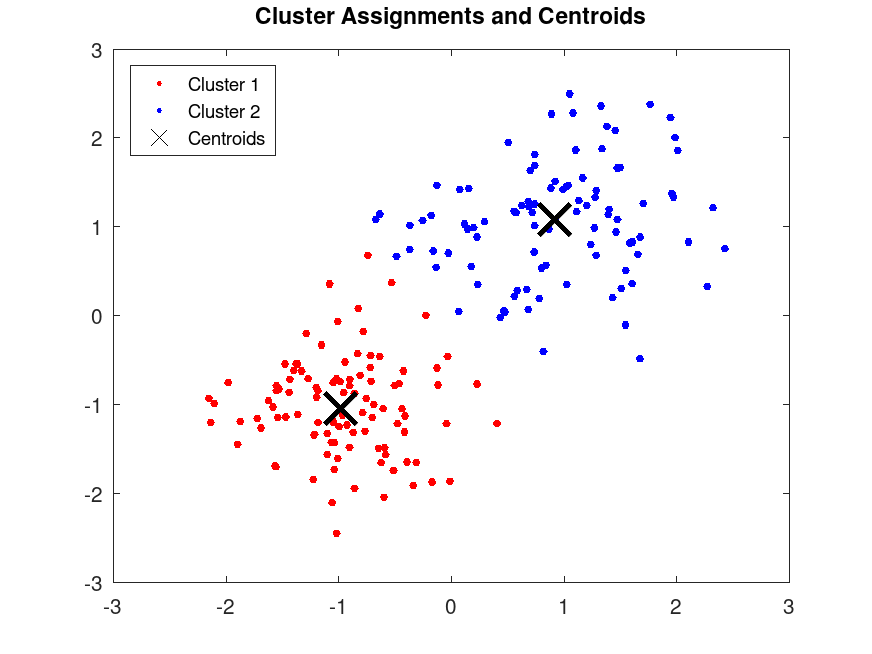 Cluster Assignments and Centroids
3
Cluster 1
Cluster 2
Centroids
2
1
0
-1
-2
-3
-3 -2 -1 0 1 2 3